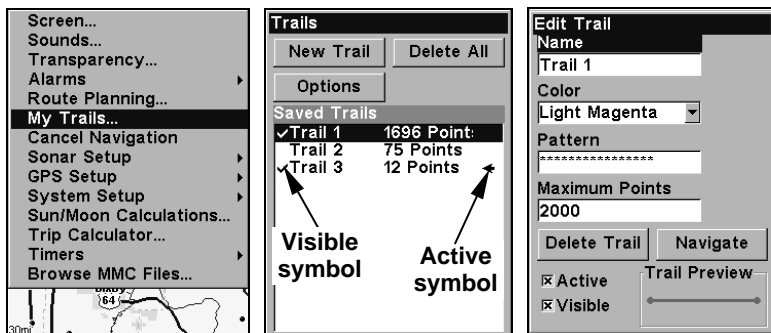 Screen...
Sounds...
Transparency...
Alarms
Route Planning...
My Trails...
Cancel Navigation
Sonar Setup
GPS Setup
System Setup
Sun/Moon Calculations...
Trip Calculator...
Timers
Browse MMC Files...
64
30mi
Trails
New Trail Delete All
Options
Saved Trails
Trail 1 1696 Point:
Trail 2 75 Points
Trail 3 12 Points
Visible symbol
Active symbol
Edit Trail
Name
Trail 1
Color
Light Magenta
Pattern
****************
Maximum Points
2000
Delete Trail Navigate
Active
Visible
Trail Preview